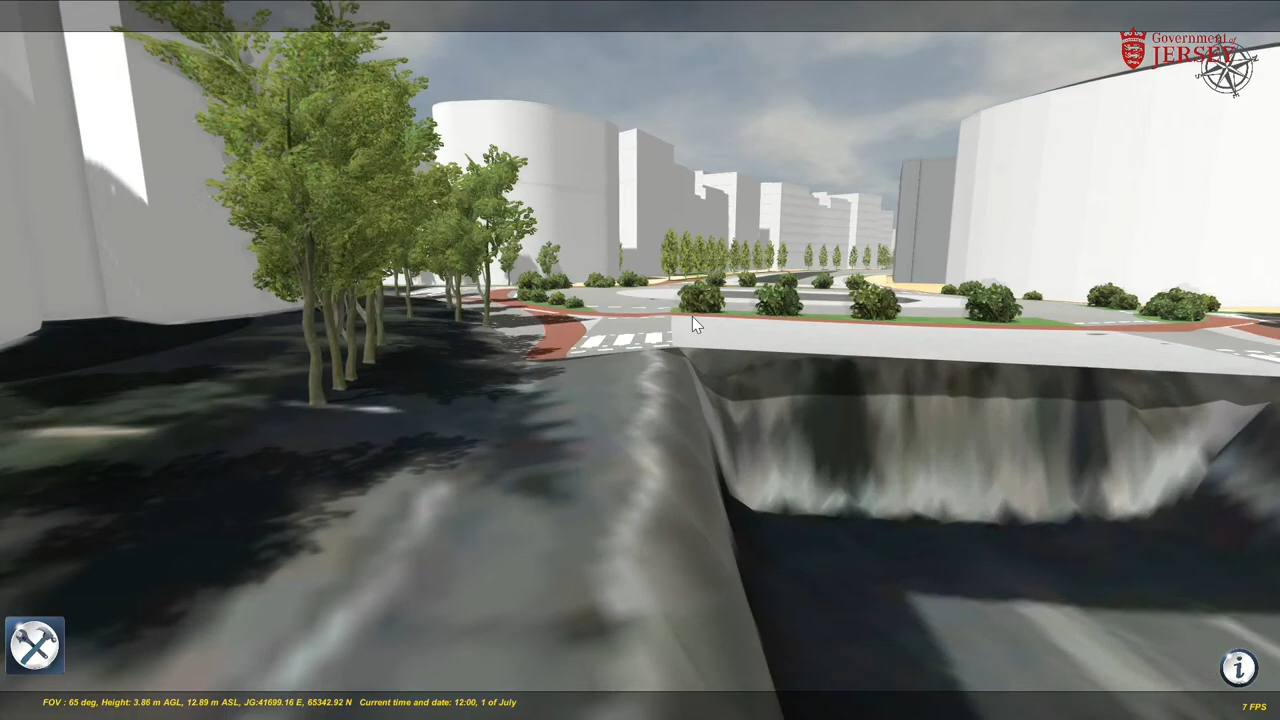 Government of
JERSEY
FOV : 65 deg, Height: 3.86 m AGL, 12.89 m ASL, JG:41699.16 E, 65342.92 N Current time and date: 12:00, 1 of July
7 FPS